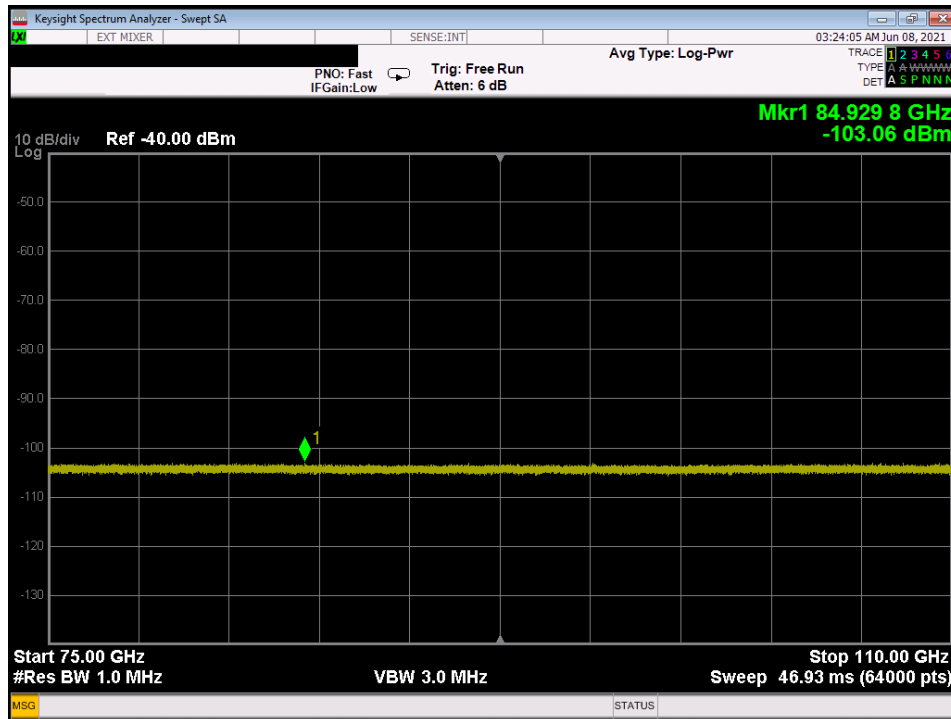 Keysight Spectrum Analyzer - Swept SA
LXI EXT MIXER SENSE:INT 03:24:05 AM Jun 08, 2021
Avg Type: Log-Pwr TRACE 1 2 3 4 5 6
PNO: Fast Trig: Free Run TYPE A A W W W W
IFGain:Low Atten: 6 dB DET A S P N N N
Mkr1 84.929 8 GHz
10 dB/div Ref -40.00 dBm -103.06 dBm
Log
-50.0
-60.0
-70.0
-80.0
-90.0
1
-100
-110
-120
-130
Start 75.00 GHz Stop 110.00 GHz
#Res BW 1.0 MHz VBW 3.0 MHz Sweep 46.93 ms (64000 pts)
MSG STATUS